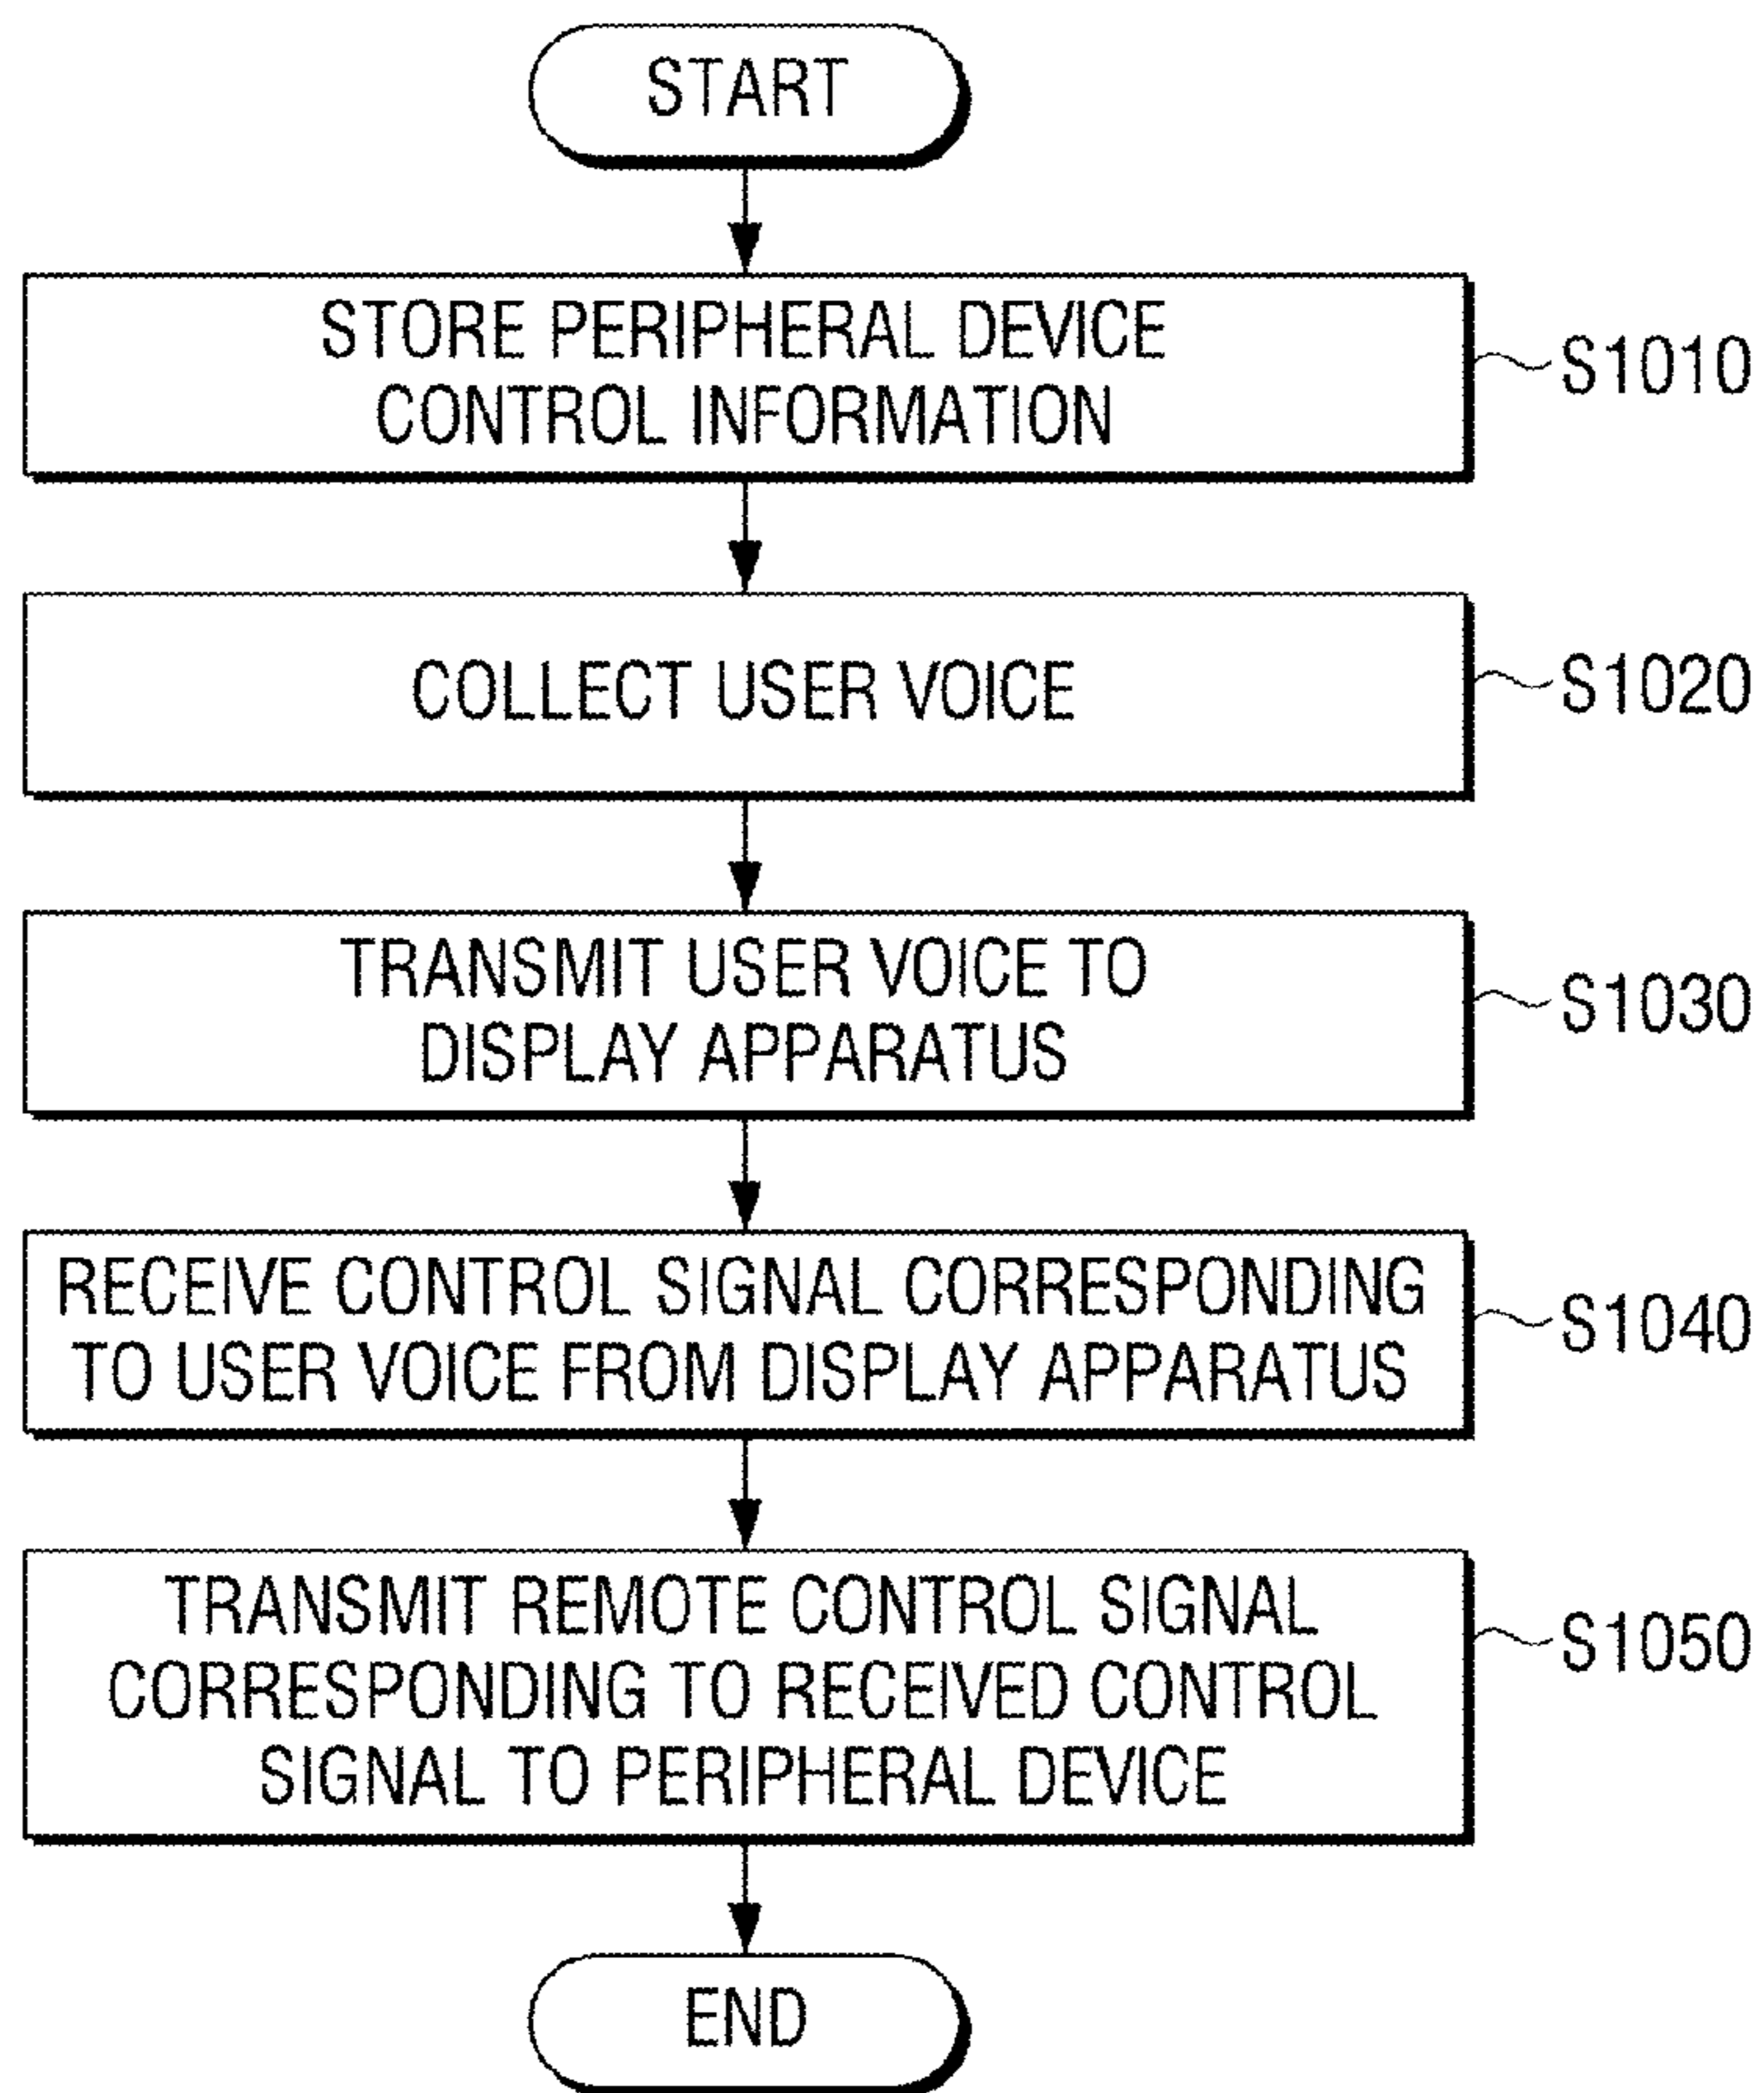 START
STORE PERIPHERAL DEVICE
CONTROL INFORMATION
S1010
COLLECT USER VOICE
S1020
TRANSMIT USER VOICE TO
DISPLAY APPARATUS
S1030
RECEIVE CONTROL SIGNAL CORRESPONDING
TO USER VOICE FROM DISPLAY APPARATUS
S1040
TRANSMIT REMOTE CONTROL SIGNAL
CORRESPONDING TO RECEIVED CONTROL
SIGNAL TO PERIPHERAL DEVICE
S1050
END